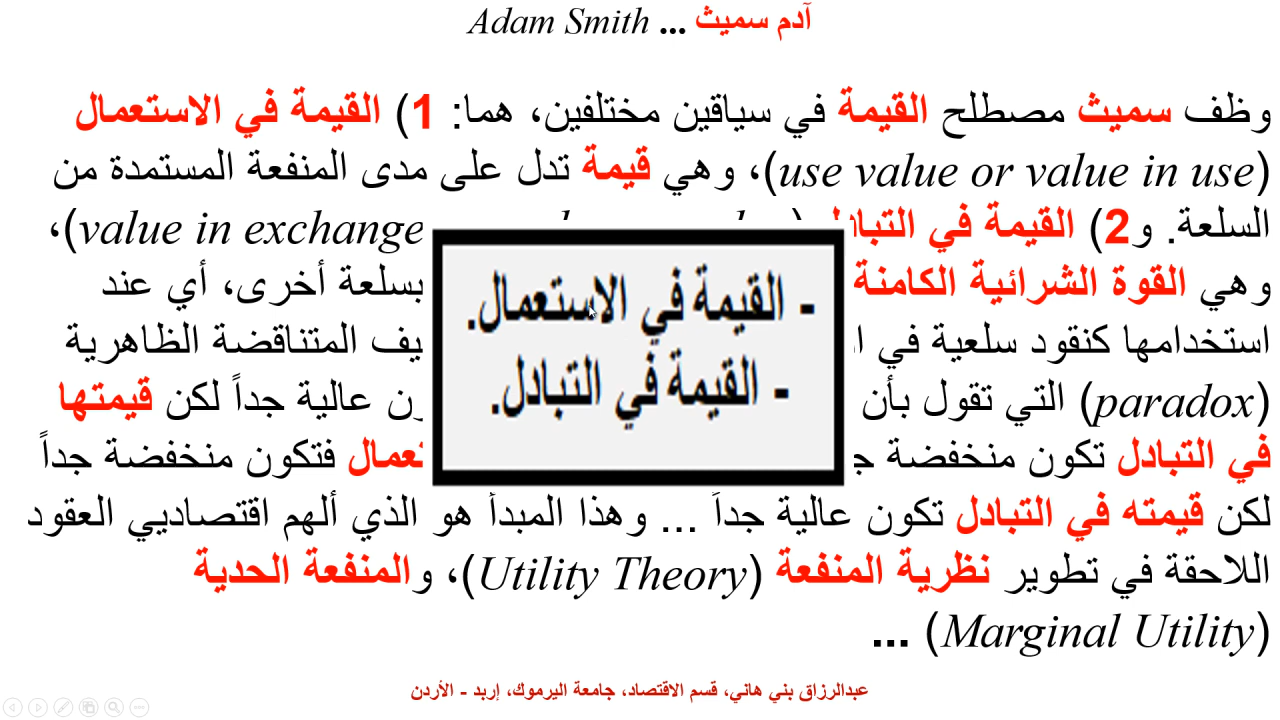 آدم سميث ... Adam Smith
وظف سميث مصطلح القيمة في سياقين مختلفين، هما: 1) القيمة في الاستعمال
(use value or value in use)، وهي قيمة تدل على مدى المنفعة المستمدة من
السلعة. و2) القيمة في value in exchange)،
وهي القوة الشرائية الكامنة بسلعة أخرى، أي عند
استخدامها كنقود سلعية في المتناقضة الظاهرية
(paradox) التي تقول بأن عالية جداً لكن قيمتها
في التبادل تكون منخفضة فتكون منخفضة جداً
لكن قيمته في التبادل تكون عالية جداً ... وهذا المبدأ هو الذي ألهم اقتصاديي العقود
اللاحقة في تطوير نظرية المنفعة (Utility Theory)، والمنفعة الحدية
(Marginal Utility) ...
- القيمة في الاستعمال.
- القيمة في التبادل.
عبدالرزاق بني هاني، قسم الاقتصاد، جامعة اليرموك، إربد - الأردن